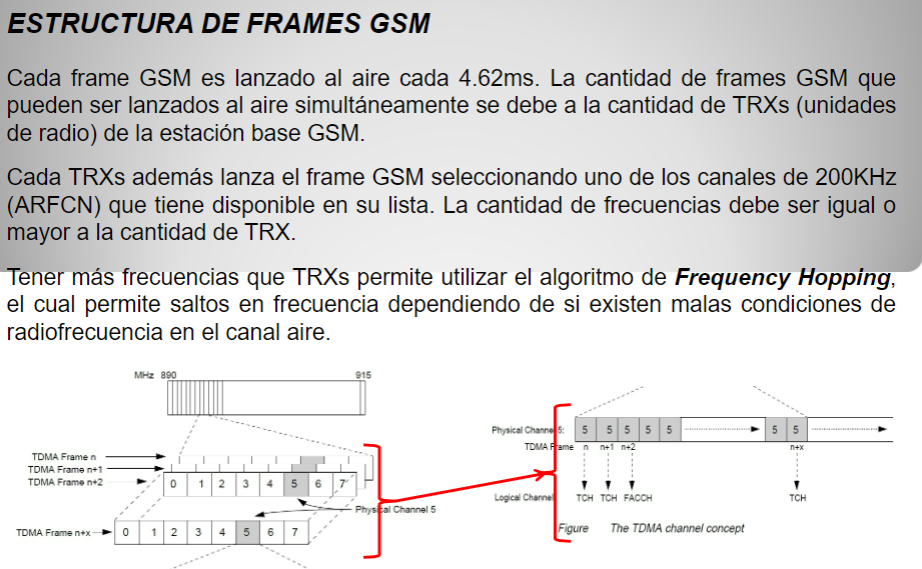 ESTRUCTURA DE FRAMES GSM
Cada frame GSM es lanzado al aire cada 4.62ms. La cantidad de frames GSM que
pueden ser lanzados al aire simultáneamente se debe a la cantidad de TRXs (unidades
de radio) de la estación base GSM.
Cada TRXs además lanza el frame GSM seleccionando uno de los canales de 200KHz
(ARFCN) que tiene disponible en su lista. La cantidad de frecuencias debe ser igual o
mayor a la cantidad de TRX.
Tener más frecuencias que TRXs permite utilizar el algoritmo de Frequency Hopping,
el cual permite saltos en frecuencia dependiendo de si existen malas condiciones de
radiofrecuencia en el canal aire.
MHz 890 915
TDMA Frame n
TDMA Frame n+1
TDMA Frame n+2
0 1 2 3 4 5 6 7
Physical Channel 5
TDMA Frame n+x
0 1 2 3 4 5 6 7
Physical Channel 5: 5 5 5 5 5 5 5
TDMA Frame n n+1 n+2 n+x
Logical Channel TCH TCH FACCH TCH
Figure The TDMA channel concept